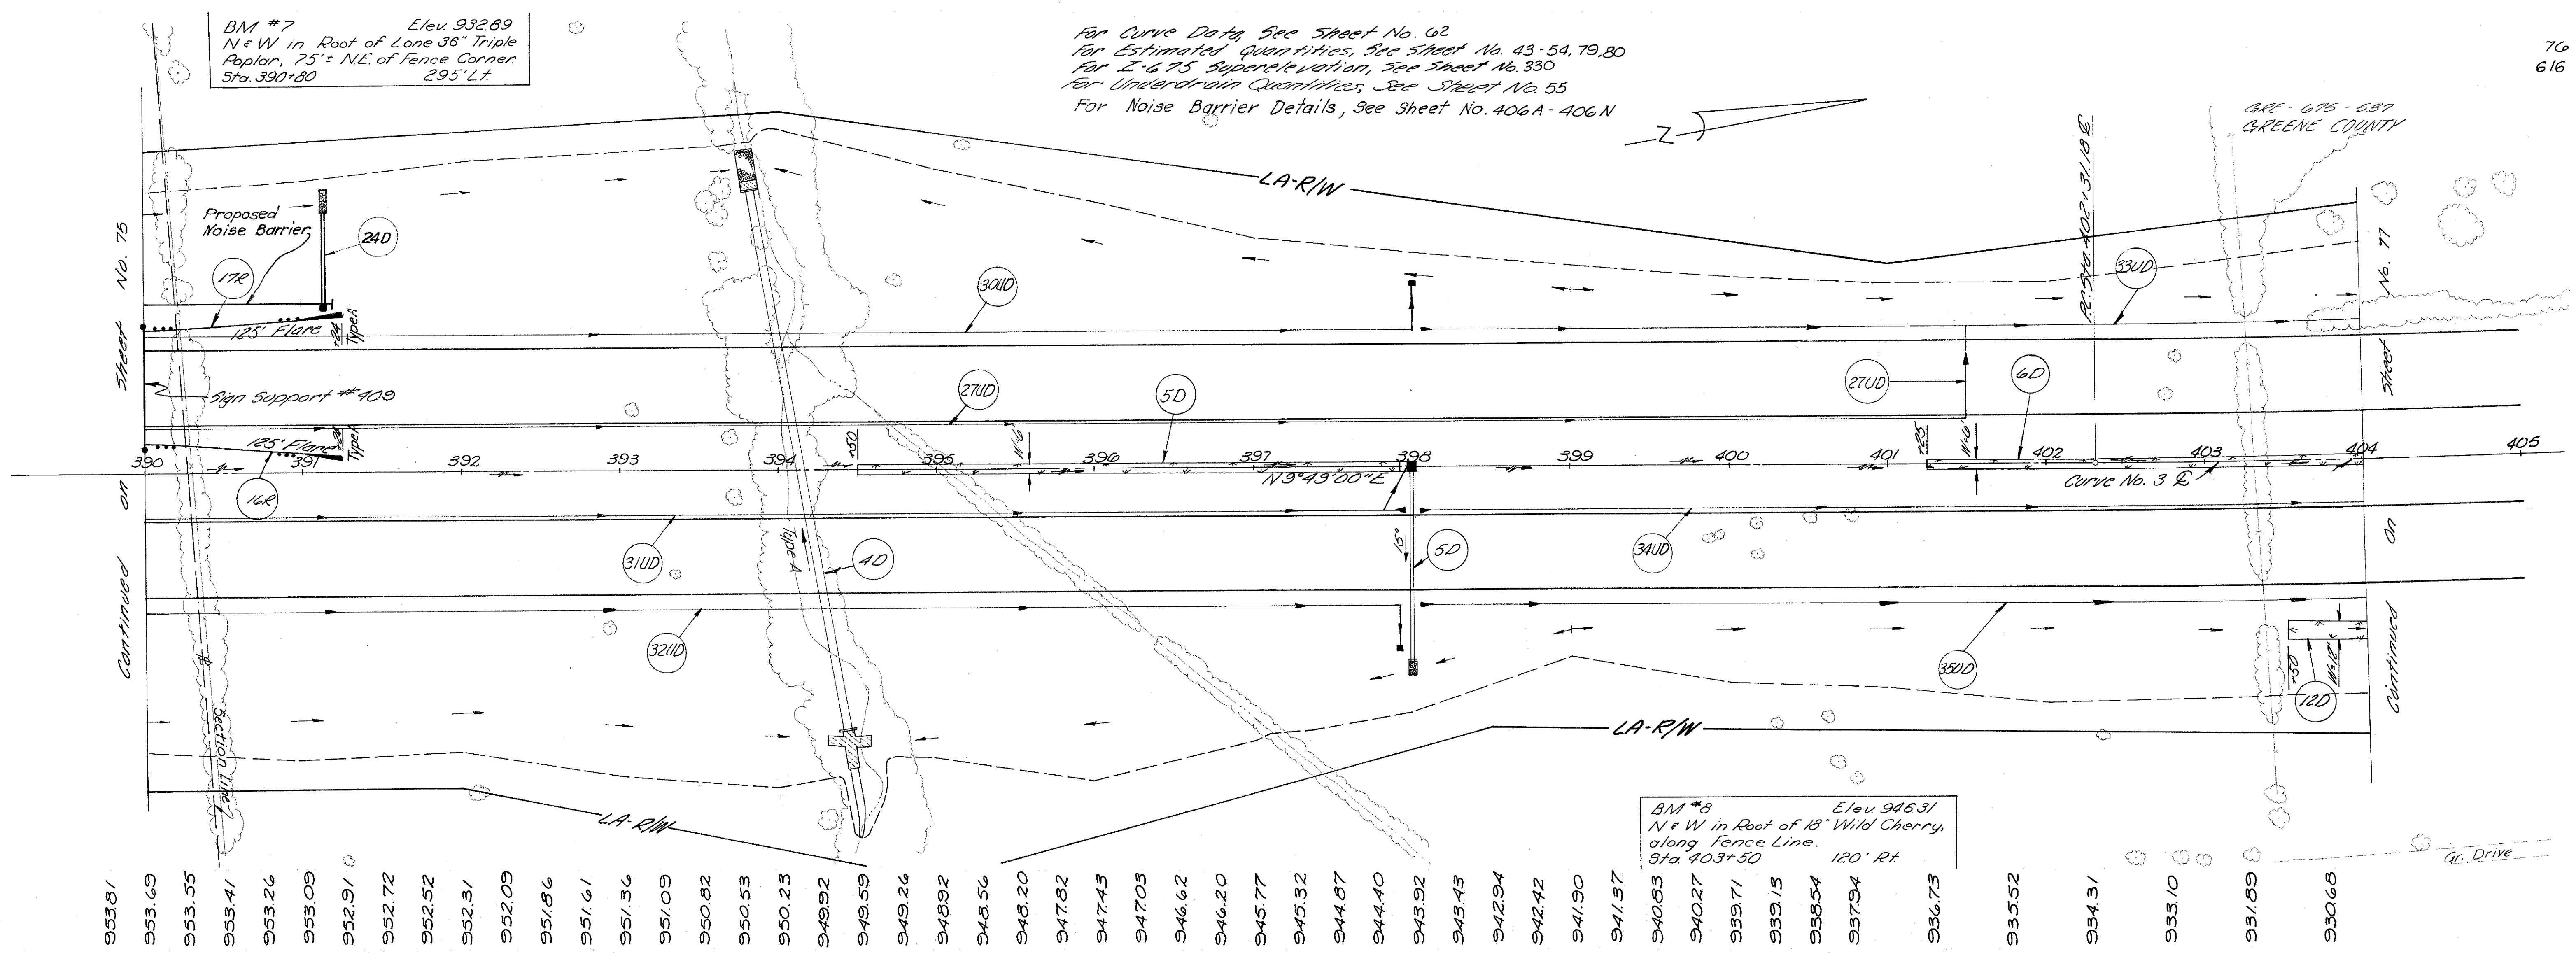 BM #7 Elev. 932.89
N & W in Root of Lone 36" Triple
Poplar, 75'± N.E. of Fence Corner.
Sta. 390+80 295' Lt.
For Curve Data, See Sheet No. 62
For Estimated Quantities, See Sheet No. 43-54, 79, 80
For I-675 Superelevation, See Sheet No. 330
For Underdrain Quantities, See Sheet No. 55
For Noise Barrier Details, See Sheet No. 406A - 406N
76
616
GRE - 675 - 5.37
GREENE COUNTY
Z
LA-R/W
P.C. Sta. 402+31.18 ℄
Proposed
Noise Barrier
24D
17R
125' Flare
Type A
30UD
33UD
Sheet No. 75
Continued on
Sheet No. 77
Continued On
Sign Support #409
27UD
5D
27UD
6D
125' Flare
Type A
+50
W=6'
+25
W=6'
390 391 392 393 394 395 396 397 398 399 400 401 402 403 404 405
N 9°49'00" E
Curve No. 3 ℄
16R
31UD
Type A
4D
15"
5D
34UD
32UD
35UD
+50
W=12'
12D
Section Line
LA-R/W
LA-R/W
BM #8 Elev. 946.31
N & W in Root of 18" Wild Cherry,
along Fence Line.
Sta. 403+50 120' Rt.
Gr. Drive
953.81 953.69 953.55 953.41 953.26 953.09 952.91 952.72 952.52 952.31 952.09 951.86 951.61 951.36 951.09 950.82 950.53 950.23 949.92 949.59 949.26 948.92 948.56 948.20 947.82 947.43 947.03 946.62 946.20 945.77 945.32 944.87 944.40 943.92 943.43 942.94 942.42 941.90 941.37 940.83 940.27 939.71 939.13 938.54 937.94 936.73 935.52 934.31 933.10 931.89 930.68